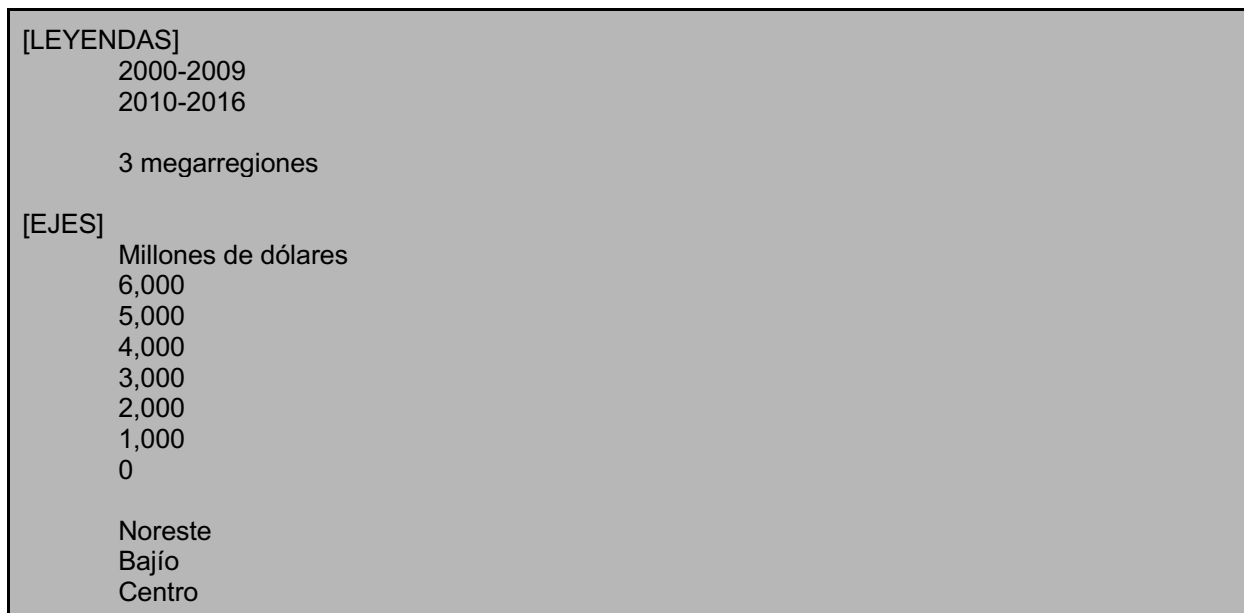 [LEYENDAS]
2000-2009
2010-2016
3 megarregiones
[EJES]
Millones de dólares
6,000
5,000
4,000
3,000
2,000
1,000
0
Noreste
Bajío
Centro